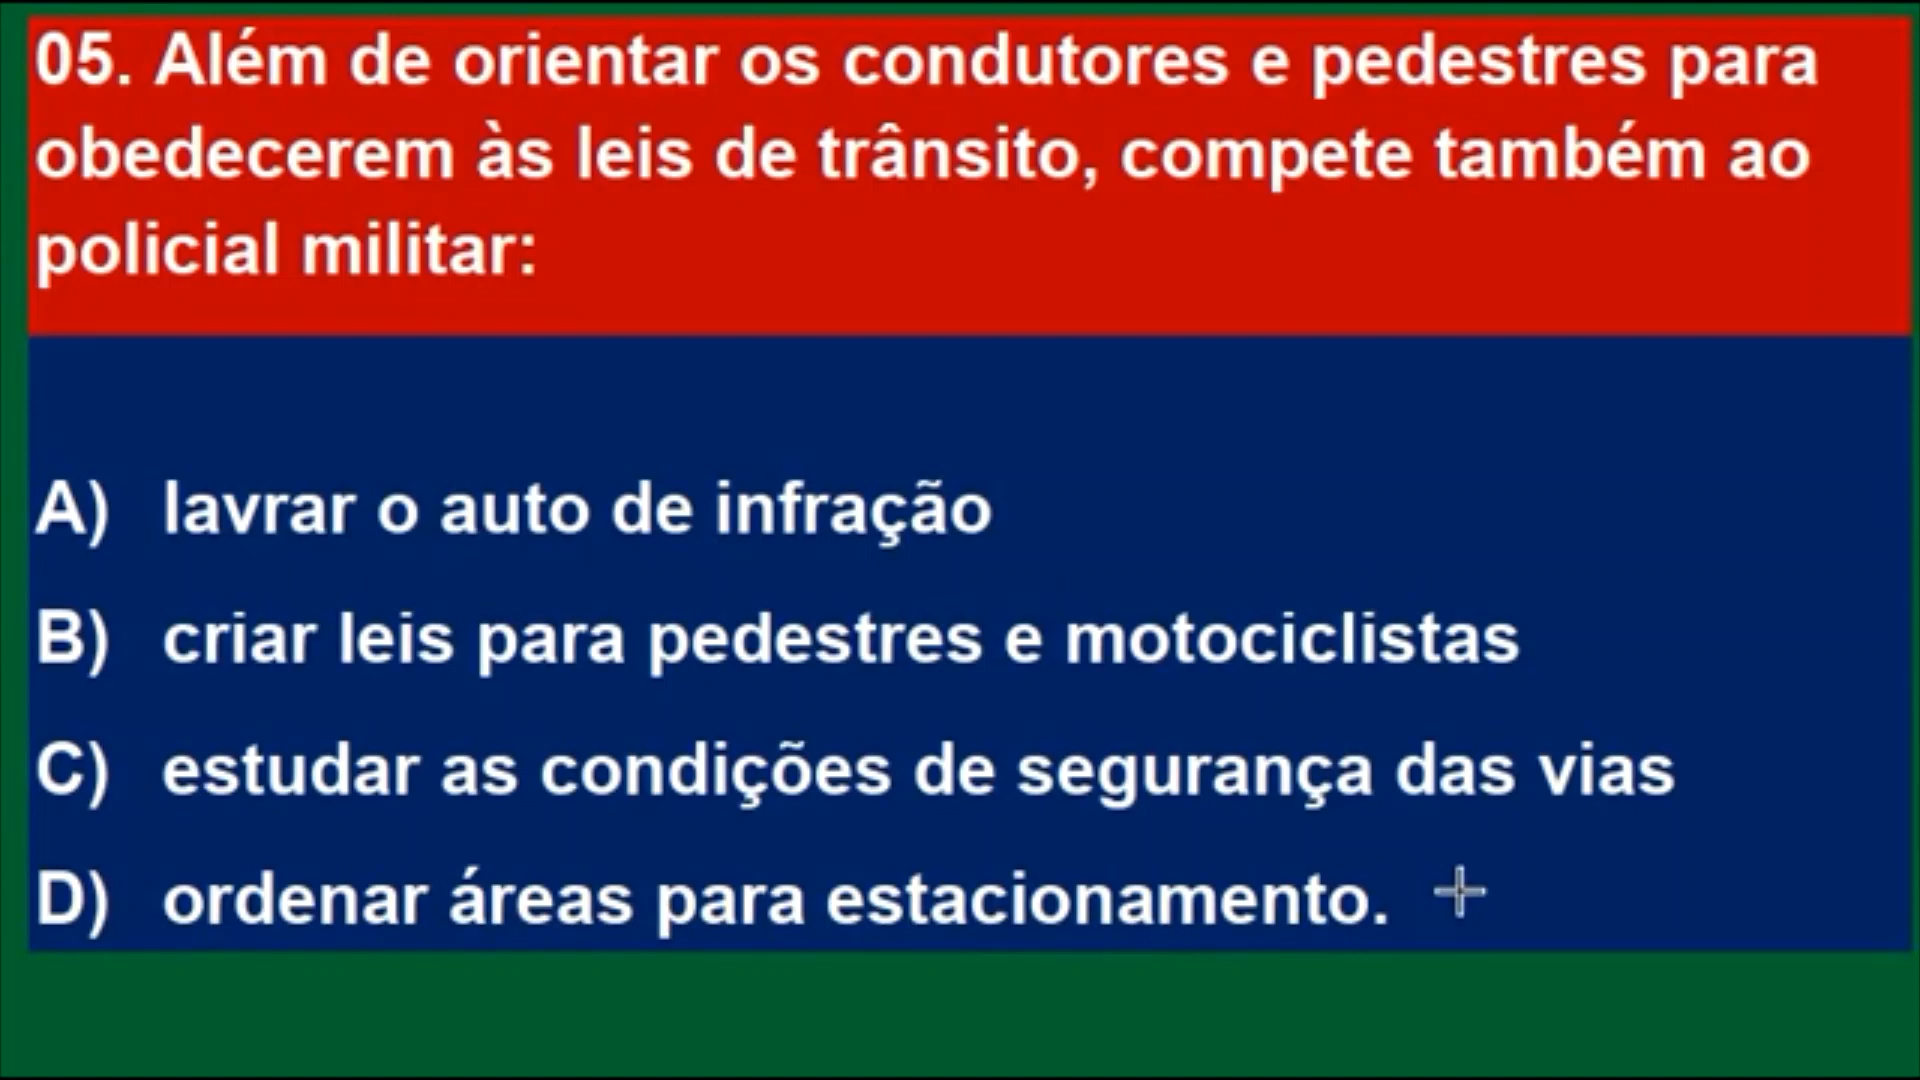 05. Além de orientar os condutores e pedestres para
obedecerem às leis de trânsito, compete também ao
policial militar:
A) lavrar o auto de infração
B) criar leis para pedestres e motociclistas
C) estudar as condições de segurança das vias
D) ordenar áreas para estacionamento.